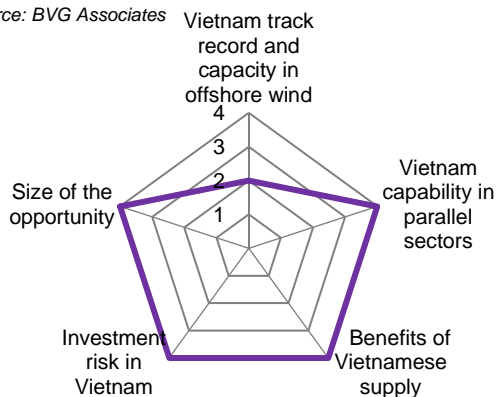 rce: BVG Associates
Vietnam track
record and
capacity in
offshore wind
4
3
2
1
Vietnam
capability in
parallel
sectors
Size of the
opportunity
Investment
risk in
Vietnam
Benefits of
Vietnamese
supply